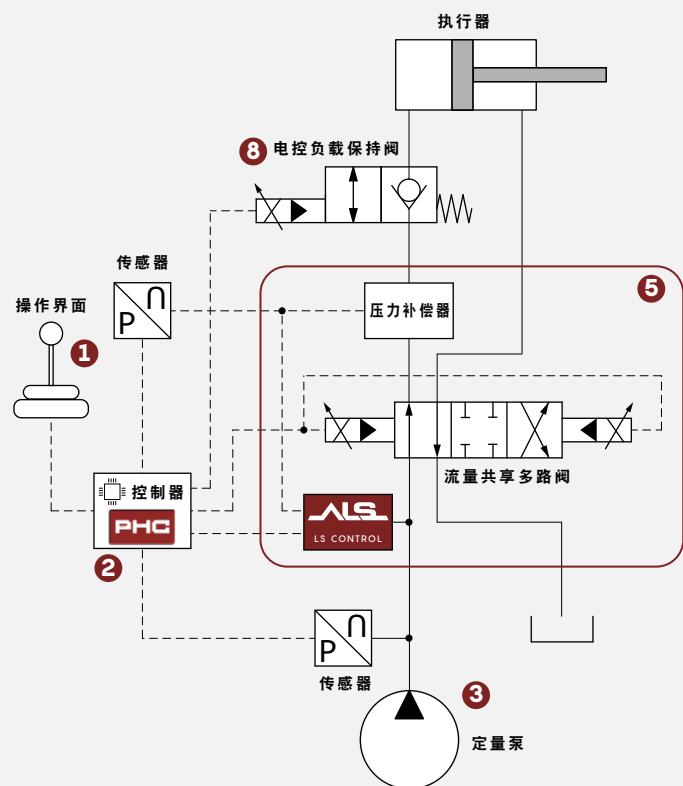 执行器
8 电控负载保持阀
传感器
P U
5
操作界面
压力补偿器
1
流量共享多路阀
控制器
PHC
ALS
LS CONTROL
2
P U
传感器
3
定量泵